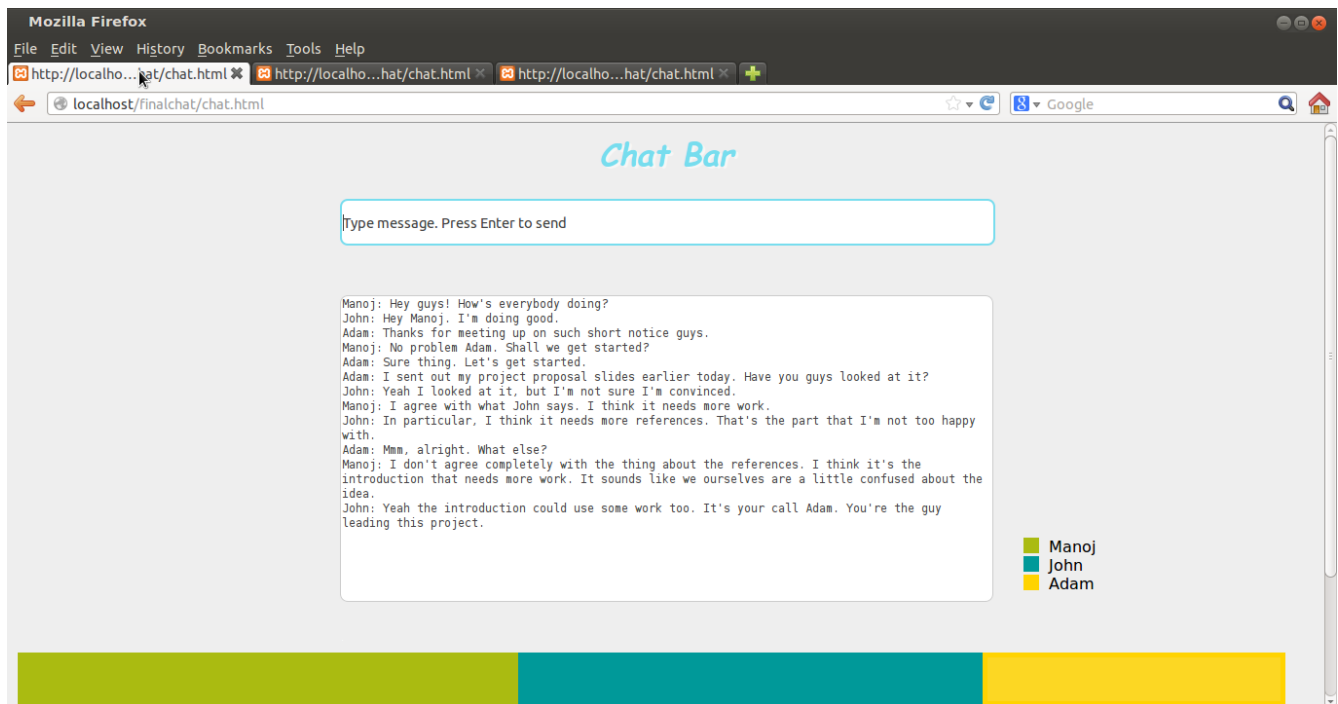 Mozilla Firefox
File Edit View History Bookmarks Tools Help
http://localho...hat/chat.html http://localho...hat/chat.html http://localho...hat/chat.html
localhost/finalchat/chat.html Google
Chat Bar
Type message. Press Enter to send
Manoj: Hey guys! How's everybody doing?
John: Hey Manoj. I'm doing good.
Adam: Thanks for meeting up on such short notice guys.
Manoj: No problem Adam. Shall we get started?
Adam: Sure thing. Let's get started.
Adam: I sent out my project proposal slides earlier today. Have you guys looked at it?
John: Yeah I looked at it, but I'm not sure I'm convinced.
Manoj: I agree with what John says. I think it needs more work.
John: In particular, I think it needs more references. That's the part that I'm not too happy
with.
Adam: Mmm, alright. What else?
Manoj: I don't agree completely with the thing about the references. I think it's the
introduction that needs more work. It sounds like we ourselves are a little confused about the
idea.
John: Yeah the introduction could use some work too. It's your call Adam. You're the guy
leading this project.
Manoj
John
Adam